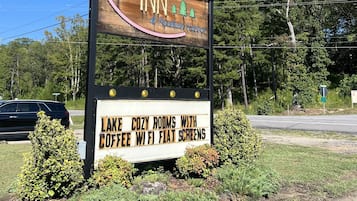 INN
LAKE COZY ROOMS WITH
COFFEE WI FI FLAT SCREENS